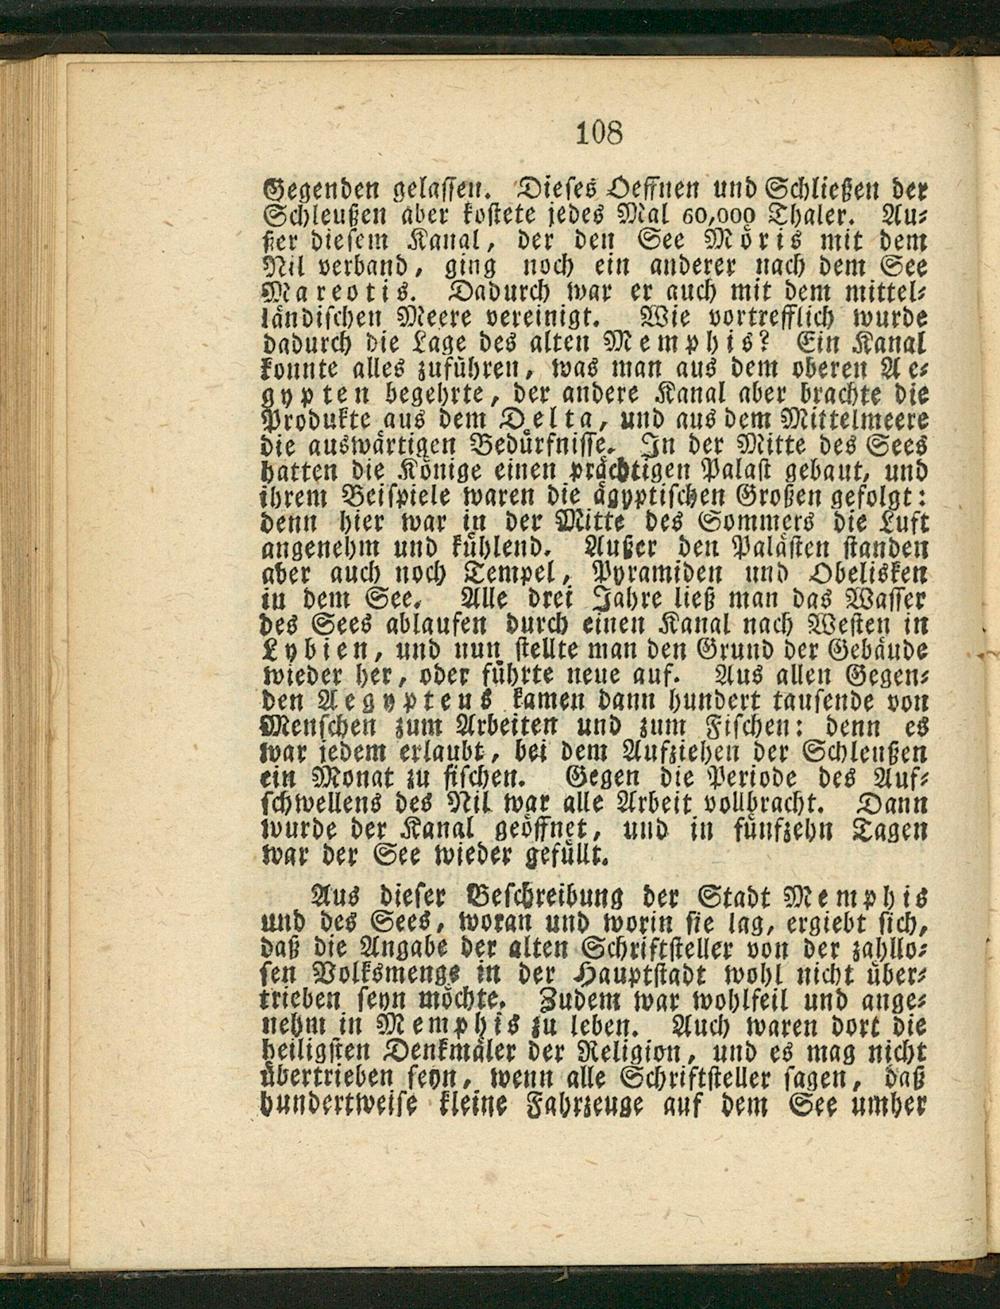 108
Gegenden gelassen. Dieses Oeffnen und Schließen der
Schleußen aber kostete jedes Mal 60,000 Thaler. Au⸗
ßer diesem Kanal, der den See Möris mit dem
Nil verband, ging noch ein anderer nach dem See
Mareotis. Dadurch war er auch mit dem mittel⸗
ländischen Meere vereinigt. Wie vortrefflich wurde
dadurch die Lage des alten Memphis? Ein Kanal
konnte alles zuführen, was man aus dem oberen Ae⸗
gypten begehrte, der andere Kanal aber brachte die
Produkte aus dem Delta, und aus dem Mittelmeere
die auswärtigen Bedürfnisse. In der Mitte des Sees
hatten die Könige einen prächtigen Palast gebaut, und
ihrem Beispiele waren die ägyptischen Großen gefolgt:
denn hier war in der Mitte des Sommers die Luft
angenehm und kühlend. Außer den Palästen standen
aber auch noch Tempel, Pyramiden und Obelisken
in dem See. Alle drei Jahre ließ man das Wasser
des Sees ablaufen durch einen Kanal nach Westen in
Lybien, und nun stellte man den Grund der Gebäude
wieder her, oder führte neue auf. Aus allen Gegen⸗
den Aegyptens kamen dann hundert tausende von
Menschen zum Arbeiten und zum Fischen: denn es
war jedem erlaubt, bei dem Aufziehen der Schleußen
ein Monat zu fischen. Gegen die Periode des Auf⸗
schwellens des Nil war alle Arbeit vollbracht. Dann
wurde der Kanal geöffnet, und in fünfzehn Tagen
war der See wieder gefüllt.
Aus dieser Beschreibung der Stadt Memphis
und des Sees, woran und worin sie lag, ergiebt sich,
daß die Angabe der alten Schriftsteller von der zahllo⸗
sen Volksmenge in der Hauptstadt wohl nicht über⸗
trieben seyn möchte. Zudem war wohlfeil und ange⸗
nehm in Memphis zu leben. Auch waren dort die
heiligsten Denkmäler der Religion, und es mag nicht
übertrieben seyn, wenn alle Schriftsteller sagen, daß
hundertweise kleine Fahrzeuge auf dem See umher